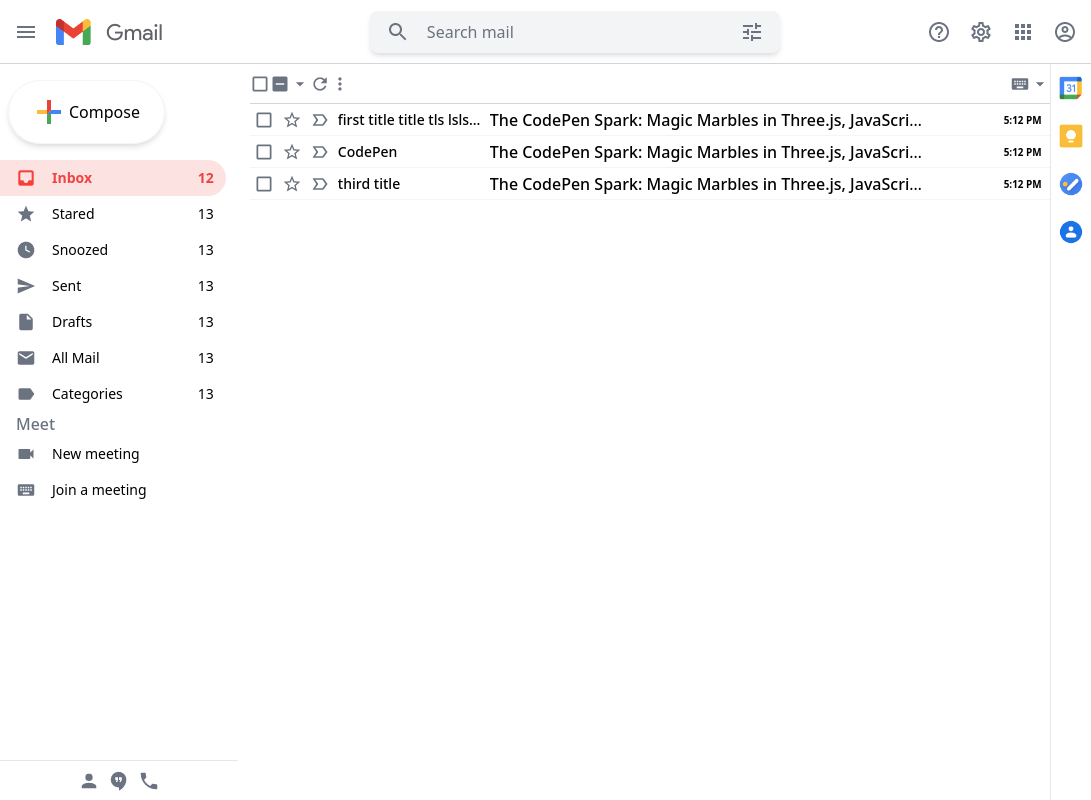 Gmail
Search mail
Compose
Inbox 12
Stared 13
Snoozed 13
Sent 13
Drafts 13
All Mail 13
Categories 13
Meet
New meeting
Join a meeting
first title title tls lsls... The CodePen Spark: Magic Marbles in Three.js, JavaScri... 5:12 PM
CodePen The CodePen Spark: Magic Marbles in Three.js, JavaScri... 5:12 PM
third title The CodePen Spark: Magic Marbles in Three.js, JavaScri... 5:12 PM
31